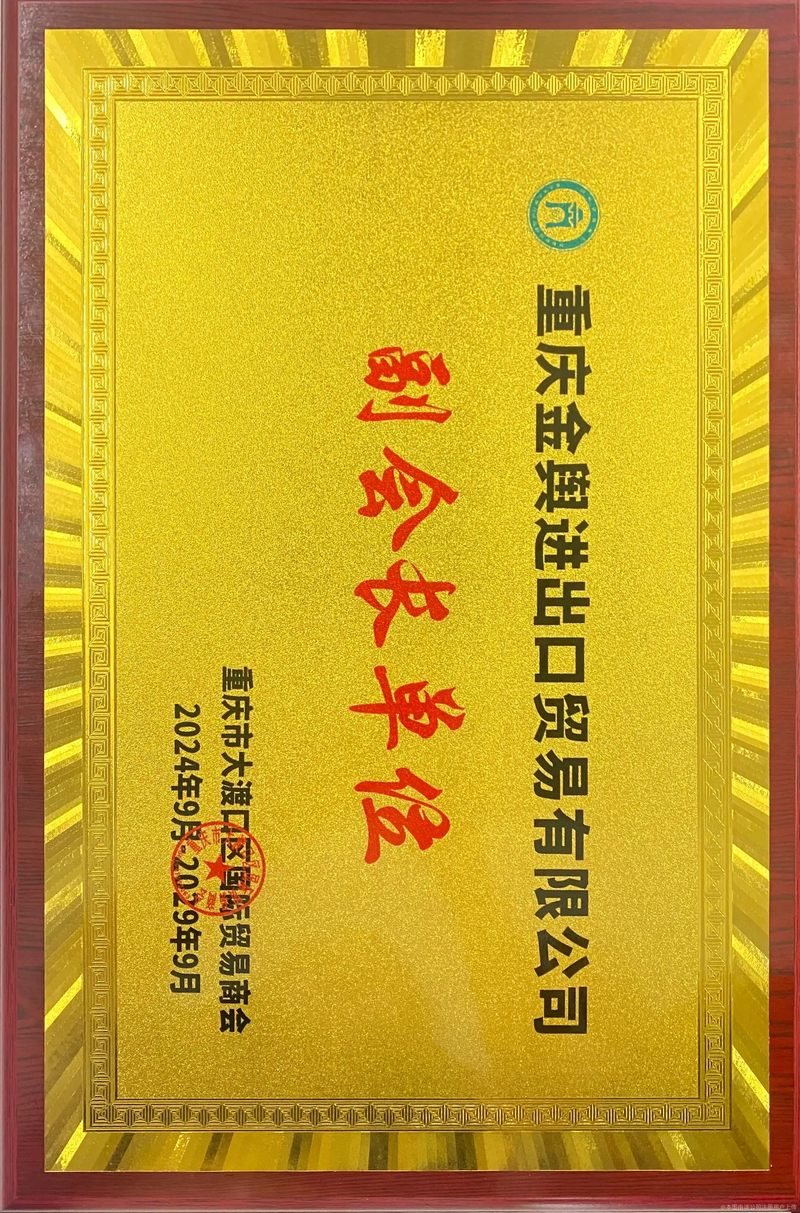 重庆金舆进出口贸易有限公司
副会长单位
重庆市大渡口区国际贸易商会
2024年9月-2029年9月